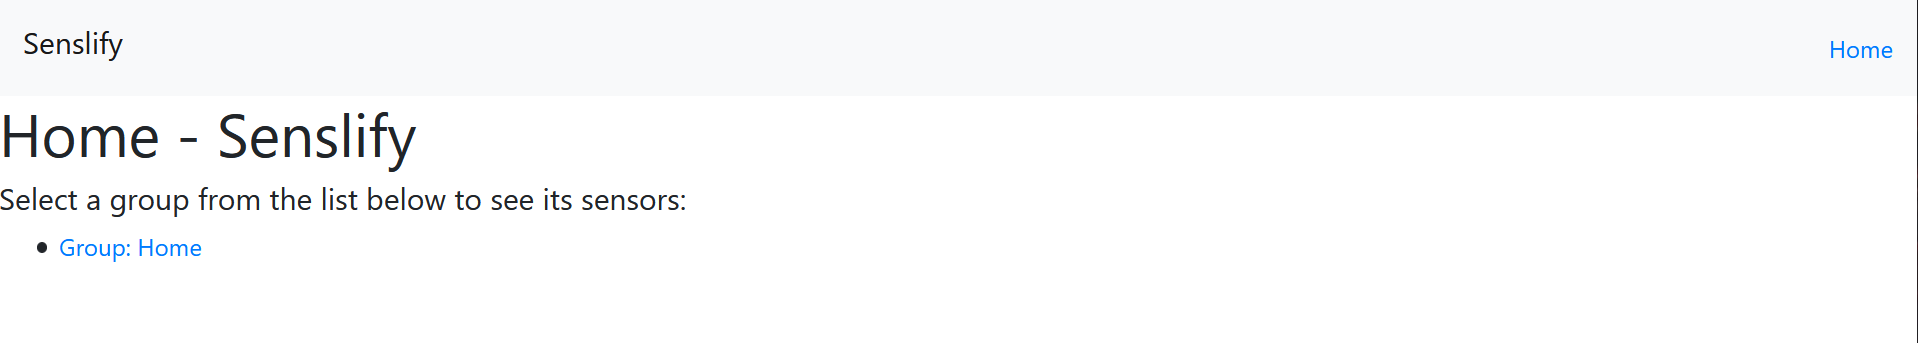 Senslify
Home
Home - Senslify
Select a group from the list below to see its sensors:
Group: Home